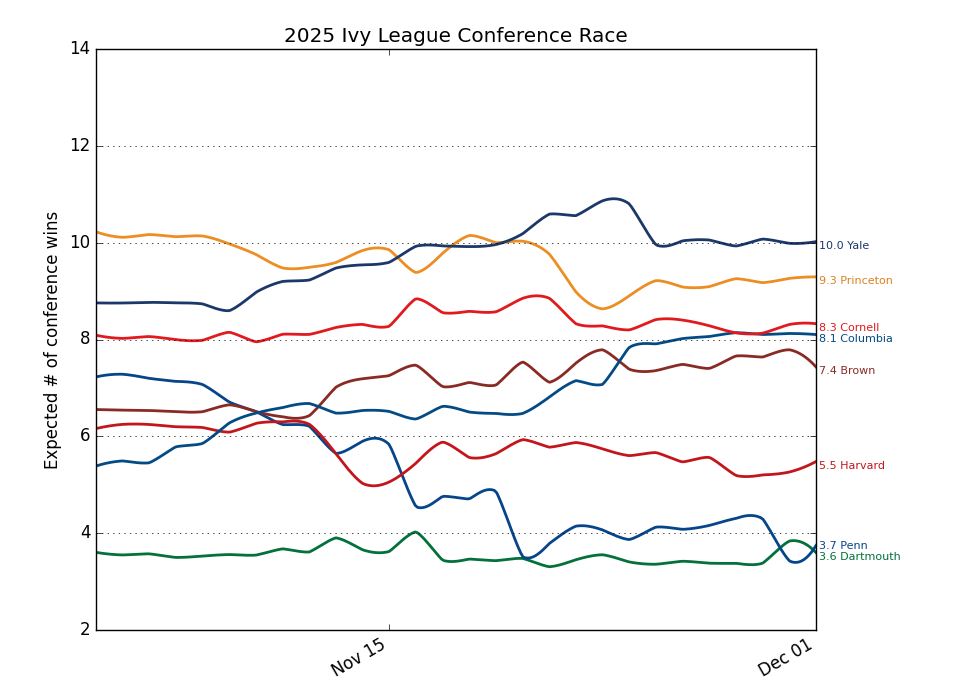 2025 Ivy League Conference Race
Expected # of conference wins
14
12
10
8
6
4
2
10.0 Yale
9.3 Princeton
8.3 Cornell
8.1 Columbia
7.4 Brown
5.5 Harvard
3.7 Penn
3.6 Dartmouth
Nov 15
Dec 01